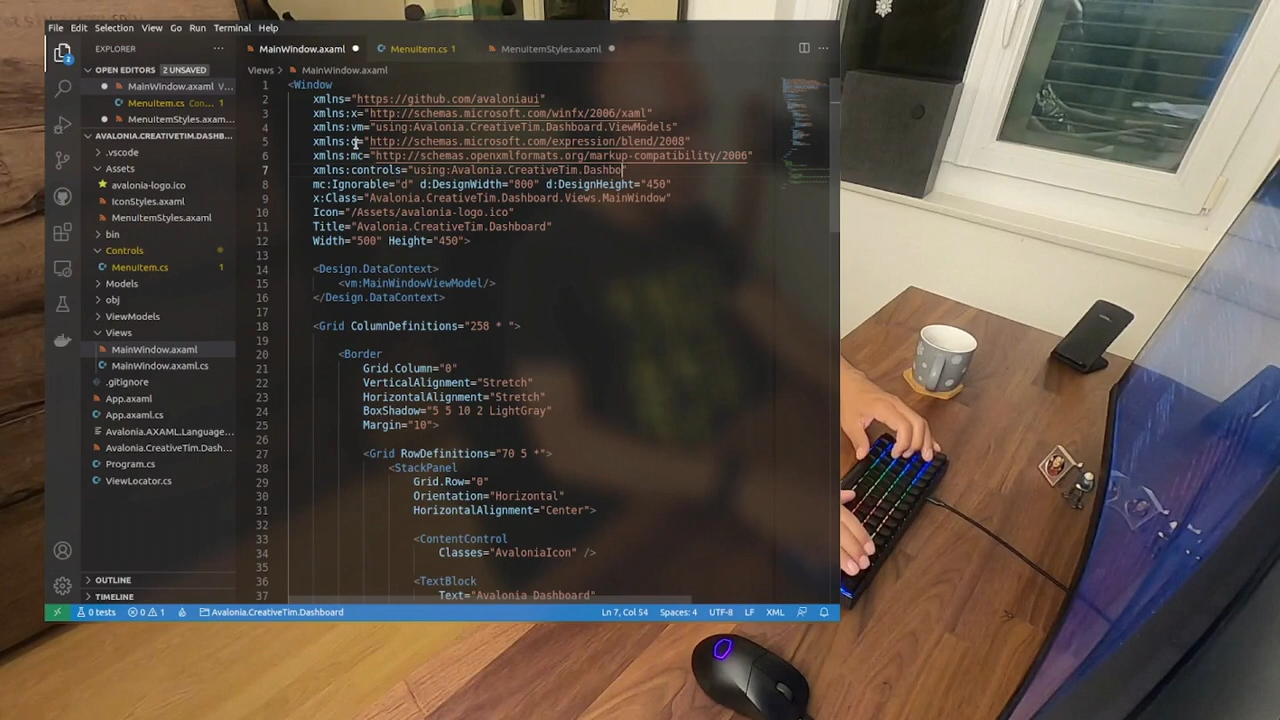 File Edit Selection View Go Run Terminal Help
EXPLORER
OPEN EDITORS 2 UNSAVED
MainWindow.axaml V...
MenuItem.cs Con... 1
MenuItemStyles.axam...
AVALONIA.CREATIVETIM.DASHB...
.vscode
Assets
avalonia-logo.ico
IconStyles.axaml
MenuItemStyles.axaml
bin
Controls
MenuItem.cs 1
Models
obj
ViewModels
Views
MainWindow.axaml
MainWindow.axaml.cs
.gitignore
App.axaml
App.axaml.cs
Avalonia.AXAML.Language...
Avalonia.CreativeTim.Dash...
Program.cs
ViewLocator.cs
OUTLINE
TIMELINE
MainWindow.axaml MenuItem.cs 1 MenuItemStyles.axaml
Views > MainWindow.axaml
1 <Window
2 xmlns="https://github.com/avaloniaui"
3 xmlns:x="http://schemas.microsoft.com/winfx/2006/xaml"
4 xmlns:vm="using:Avalonia.CreativeTim.Dashboard.ViewModels"
5 xmlns:d="http://schemas.microsoft.com/expression/blend/2008"
6 xmlns:mc="http://schemas.openxmlformats.org/markup-compatibility/2006"
7 xmlns:controls="using:Avalonia.CreativeTim.Dashbo
8 mc:Ignorable="d" d:DesignWidth="800" d:DesignHeight="450"
9 x:Class="Avalonia.CreativeTim.Dashboard.Views.MainWindow"
10 Icon="/Assets/avalonia-logo.ico"
11 Title="Avalonia.CreativeTim.Dashboard"
12 Width="500" Height="450">
13
14 <Design.DataContext>
15 <vm:MainWindowViewModel/>
16 </Design.DataContext>
17
18 <Grid ColumnDefinitions="258 * ">
19
20 <Border
21 Grid.Column="0"
22 VerticalAlignment="Stretch"
23 HorizontalAlignment="Stretch"
24 BoxShadow="5 5 10 2 LightGray"
25 Margin="10">
26
27 <Grid RowDefinitions="70 5 *">
28 <StackPanel
29 Grid.Row="0"
30 Orientation="Horizontal"
31 HorizontalAlignment="Center">
32
33 <ContentControl
34 Classes="AvaloniaIcon" />
35
36 <TextBlock
37 Text="Avalonia Dashboard"
0 tests 0 1 Avalonia.CreativeTim.Dashboard Ln 7, Col 54 Spaces: 4 UTF-8 LF XML